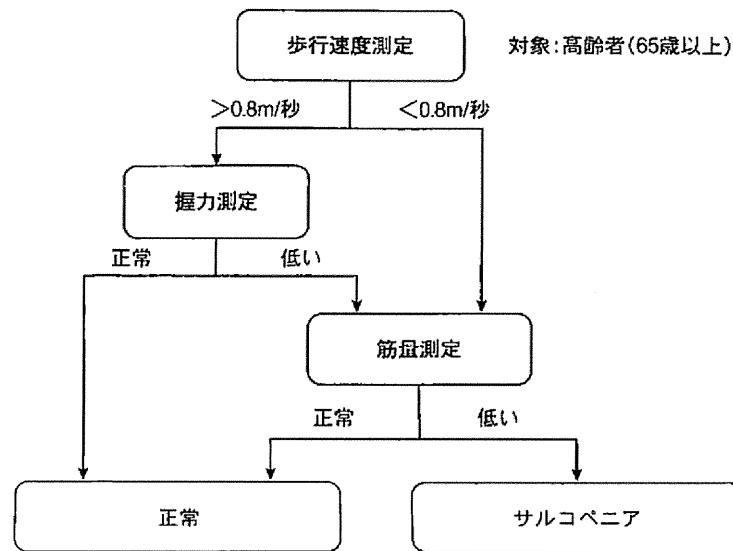 歩行速度測定
対象:高齢者(65歳以上)
>0.8m/秒
<0.8m/秒
握力測定
正常
低い
筋量測定
正常
低い
正常
サルコペニア